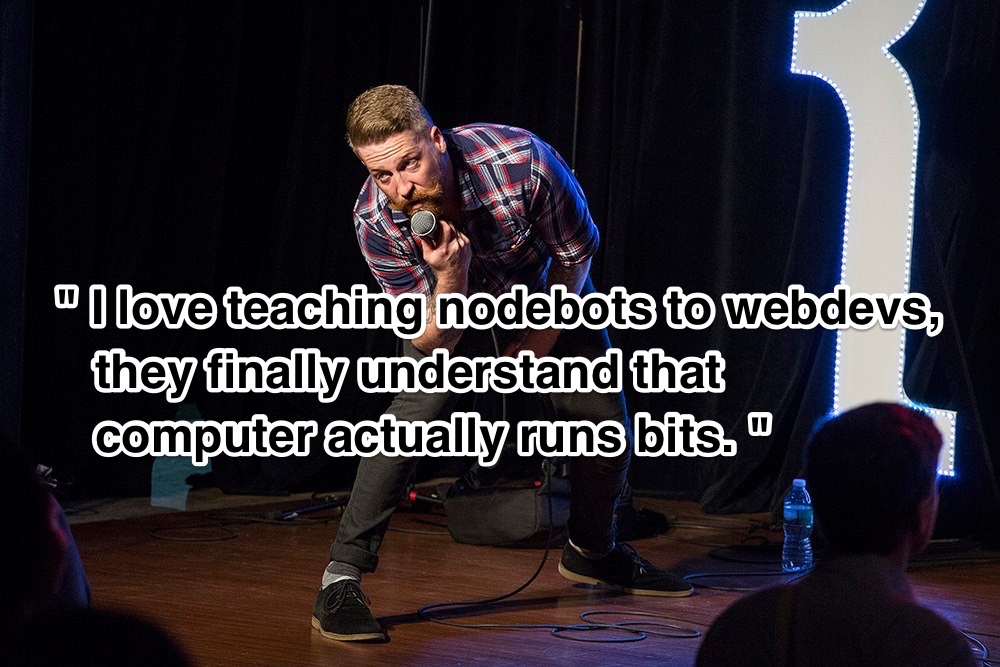 " I love teaching nodebots to webdevs,
they finally understand that
computer actually runs bits. "